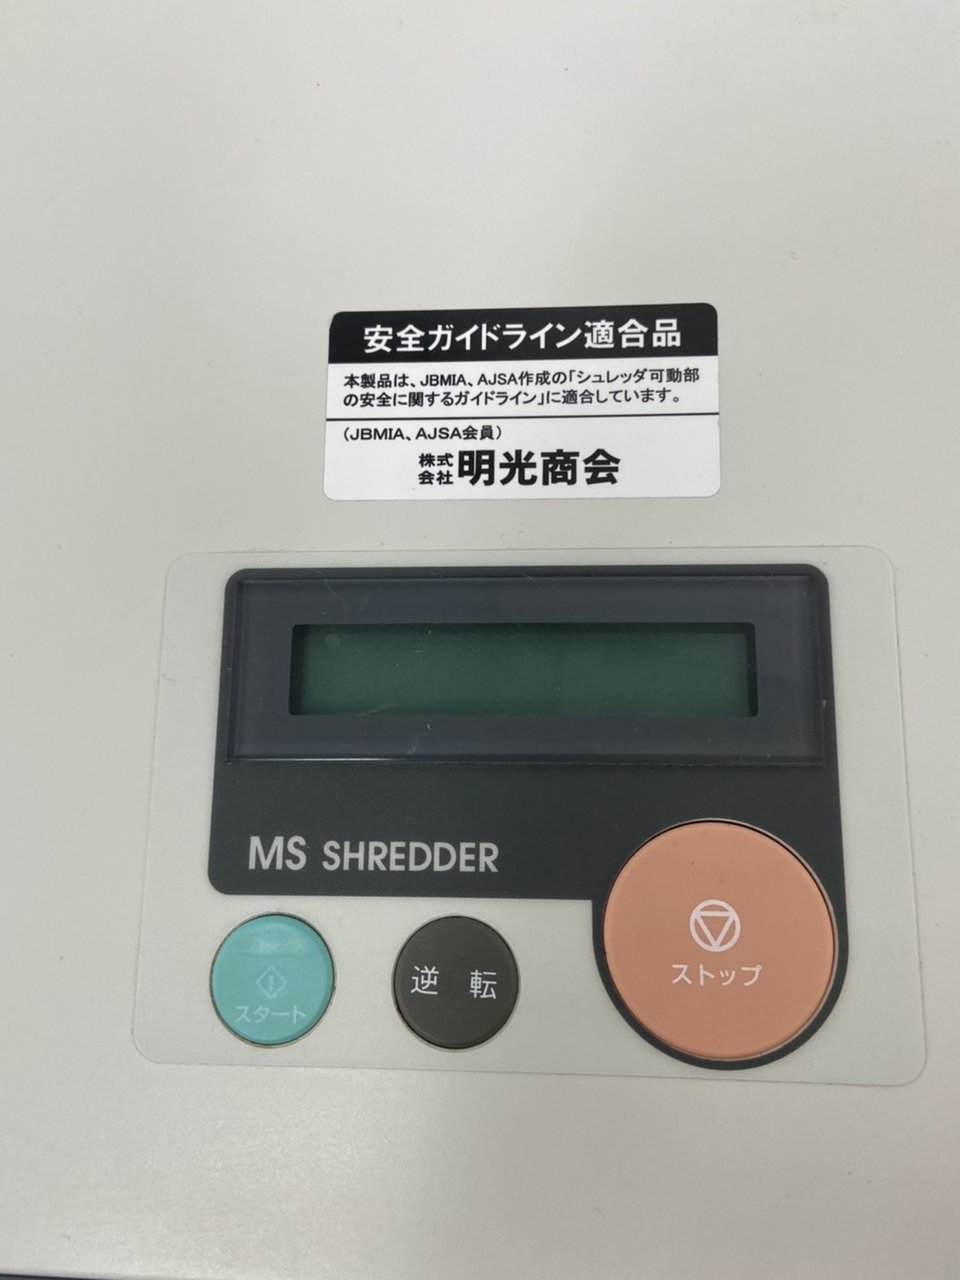 安全ガイドライン適合品
本製品は、JBMIA、AJSA作成の「シュレッダ可動部
の安全に関するガイドライン」に適合しています。
（JBMIA、AJSA会員）
株式会社 明光商会
MS SHREDDER
スタート
逆 転
ストップ